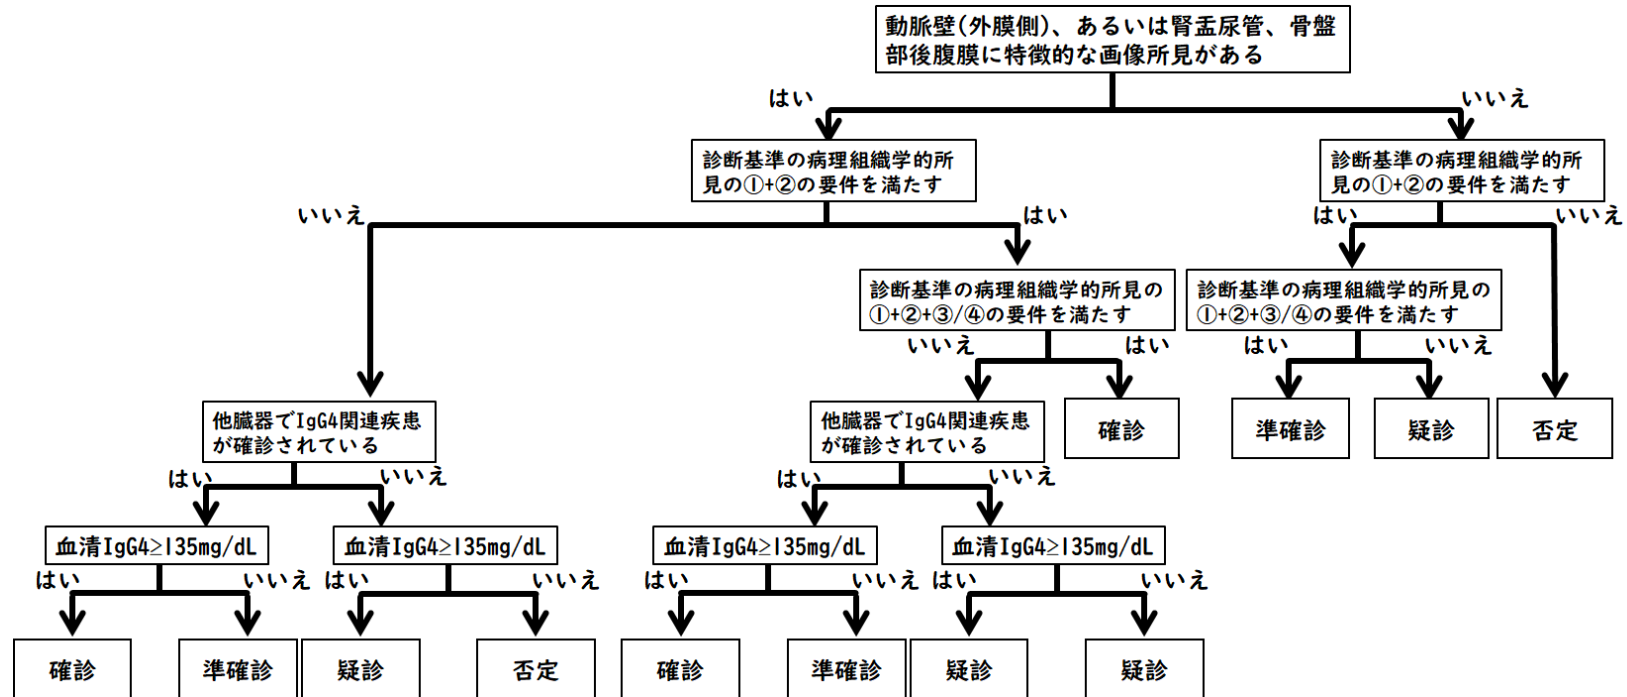 動脈壁(外膜側)、あるいは腎盂尿管、骨盤
部後腹膜に特徴的な画像所見がある
はい
いいえ
診断基準の病理組織学的所
見の①+②の要件を満たす
診断基準の病理組織学的所
見の①+②の要件を満たす
いいえ
はい
はい
いいえ
診断基準の病理組織学的所見の
①+②+③/④の要件を満たす
診断基準の病理組織学的所見の
①+②+③/④の要件を満たす
いいえ
はい
はい
いいえ
他臓器でIgG4関連疾患
が確診されている
他臓器でIgG4関連疾患
が確診されている
確診
準確診
疑診
否定
はい
いいえ
はい
いいえ
血清IgG4≥135mg/dL
血清IgG4≥135mg/dL
血清IgG4≥135mg/dL
血清IgG4≥135mg/dL
はい
いいえ
はい
いいえ
はい
いいえ
はい
いいえ
確診
準確診
疑診
否定
確診
準確診
疑診
疑診